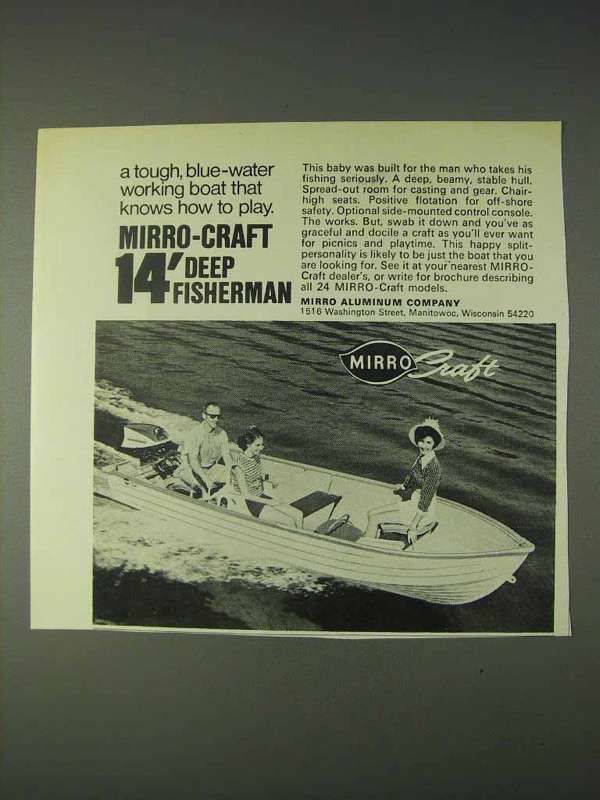 a tough, blue-water
working boat that
knows how to play.
MIRRO-CRAFT
14' DEEP
FISHERMAN
This baby was built for the man who takes his
fishing seriously. A deep, beamy, stable hull.
Spread-out room for casting and gear. Chair-
high seats. Positive flotation for off-shore
safety. Optional side-mounted control console.
The works. But, swab it down and you've as
graceful and docile a craft as you'll ever want
for picnics and playtime. This happy split-
personality is likely to be just the boat that you
are looking for. See it at your nearest MIRRO-
Craft dealer's, or write for brochure describing
all 24 MIRRO-Craft models.
MIRRO ALUMINUM COMPANY
1516 Washington Street, Manitowoc, Wisconsin 54220
MIRRO Craft